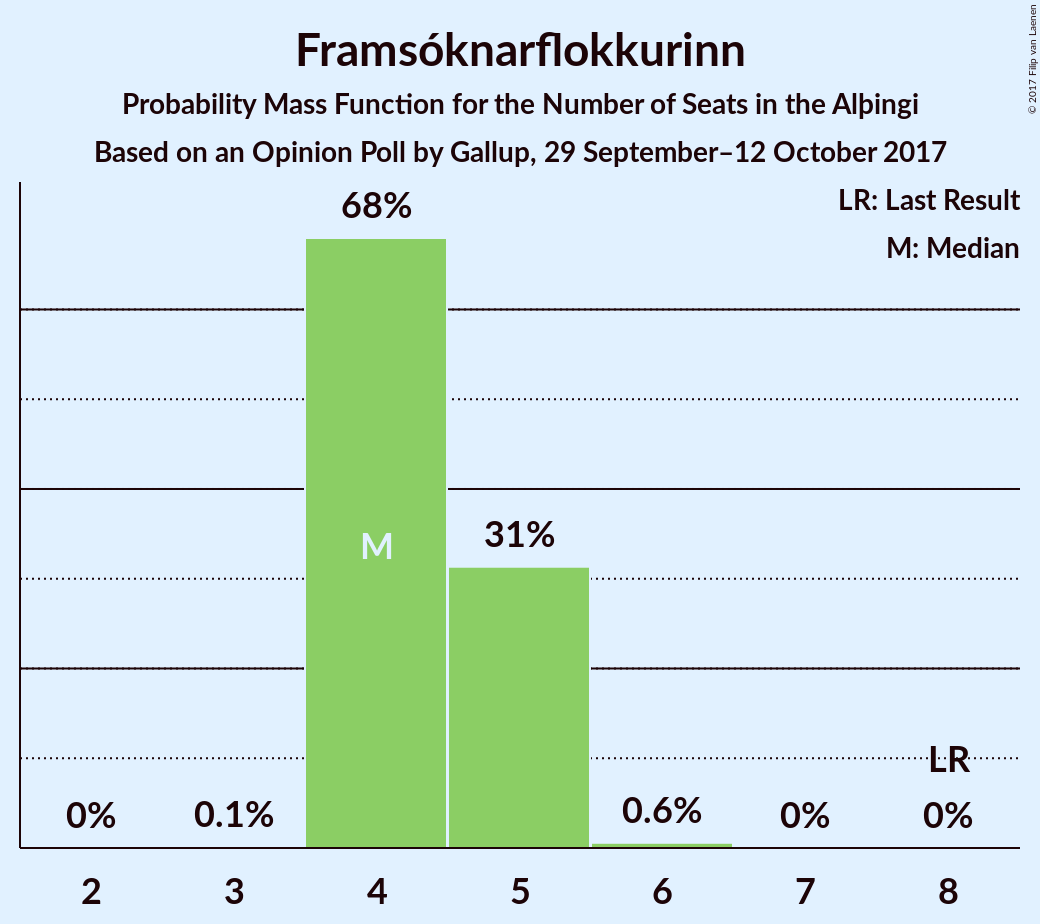 Framsóknarflokkurinn
Probability Mass Function for the Number of Seats in the Alþingi
Based on an Opinion Poll by Gallup, 29 September–12 October 2017
© 2017 Filip van Laenen
LR: Last Result
M: Median
68%
31%
M
LR
0%
0.1%
0.6%
0%
0%
2 3 4 5 6 7 8